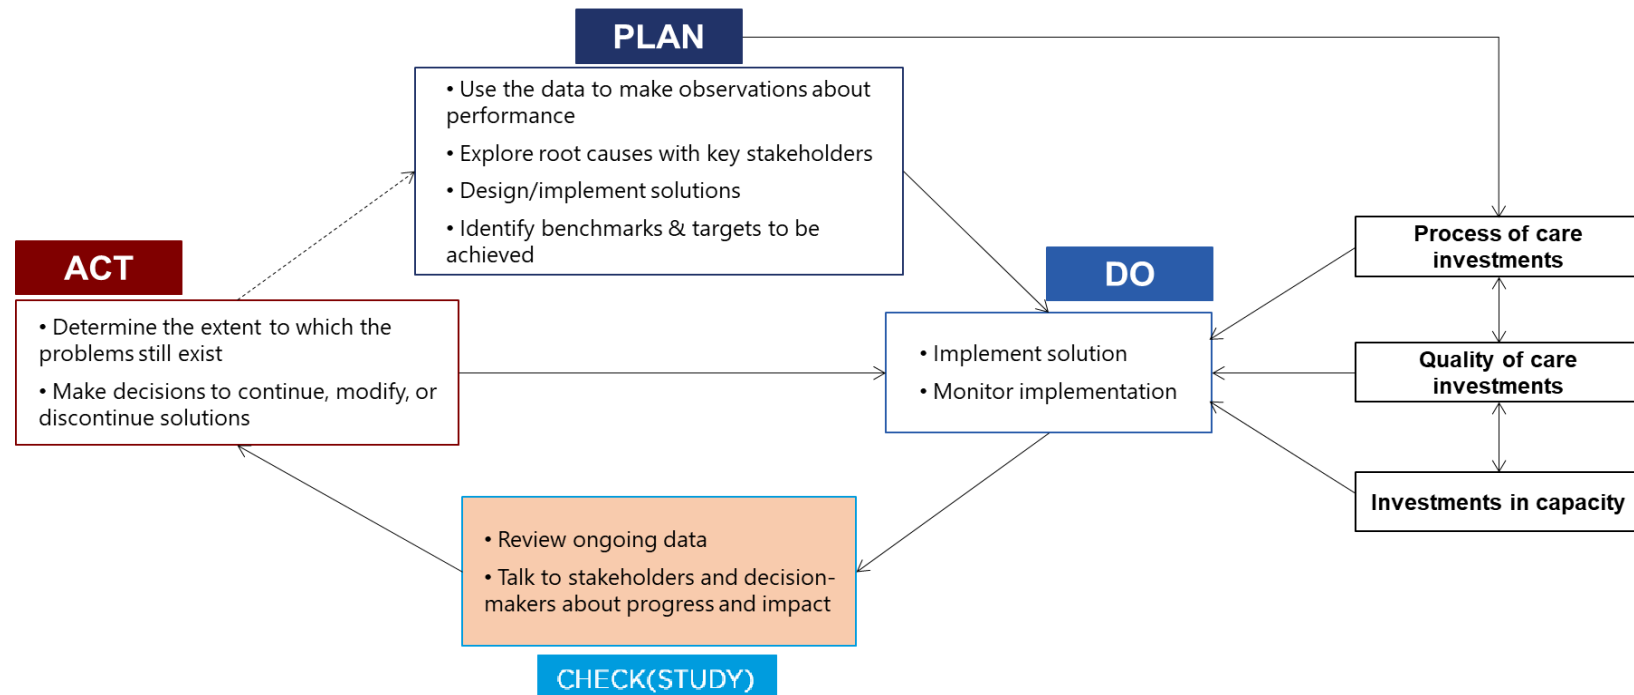 PLAN
• Use the data to make observations about
performance
• Explore root causes with key stakeholders
• Design/implement solutions
• Identify benchmarks & targets to be
achieved
ACT
• Determine the extent to which the
problems still exist
• Make decisions to continue, modify, or
discontinue solutions
DO
• Implement solution
• Monitor implementation
Process of care
investments
Quality of care
investments
Investments in capacity
• Review ongoing data
• Talk to stakeholders and decision-
makers about progress and impact
CHECK(STUDY)